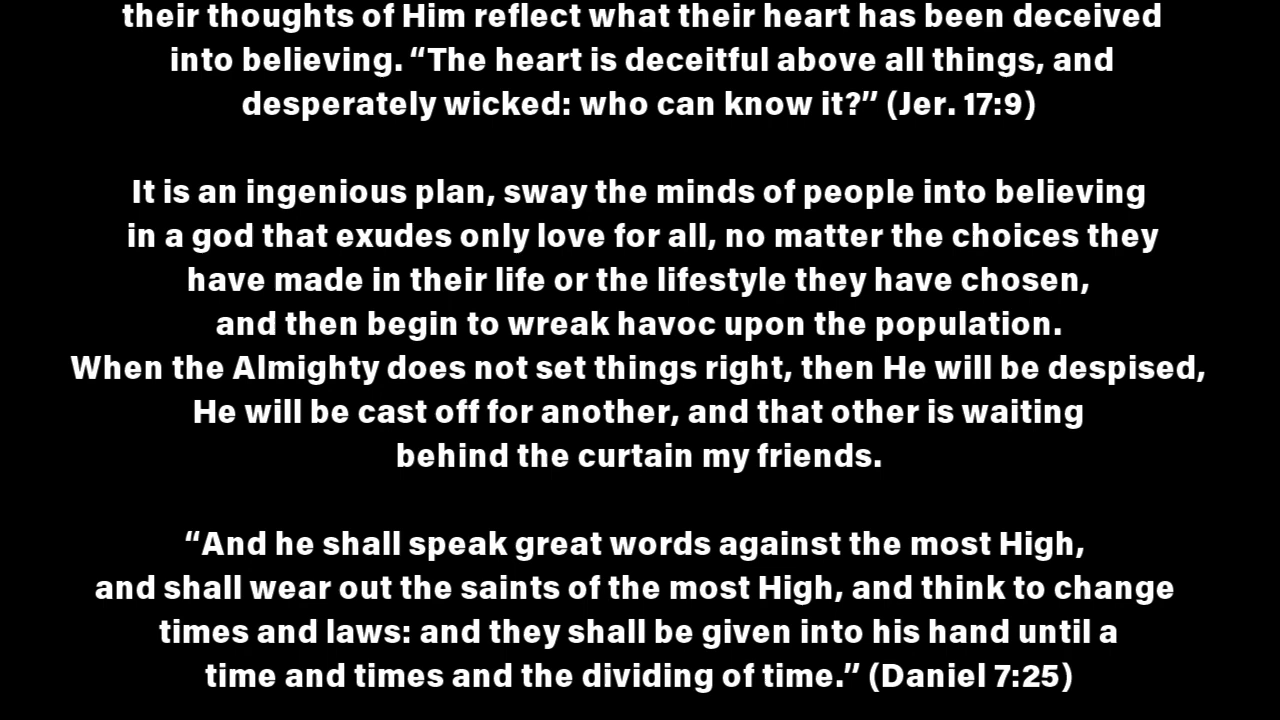 their thoughts of Him reflect what their heart has been deceived
into believing. “The heart is deceitful above all things, and
desperately wicked: who can know it?” (Jer. 17:9)
It is an ingenious plan, sway the minds of people into believing
in a god that exudes only love for all, no matter the choices they
have made in their life or the lifestyle they have chosen,
and then begin to wreak havoc upon the population.
When the Almighty does not set things right, then He will be despised,
He will be cast off for another, and that other is waiting
behind the curtain my friends.
“And he shall speak great words against the most High,
and shall wear out the saints of the most High, and think to change
times and laws: and they shall be given into his hand until a
time and times and the dividing of time.” (Daniel 7:25)